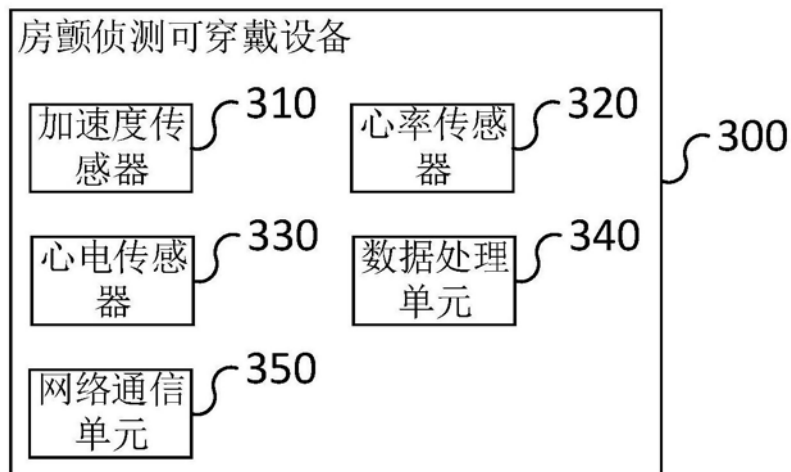 房颤侦测可穿戴设备
加速度传
感器
310
心率传感
器
320
300
心电传感
器
330
数据处理
单元
340
网络通信
单元
350